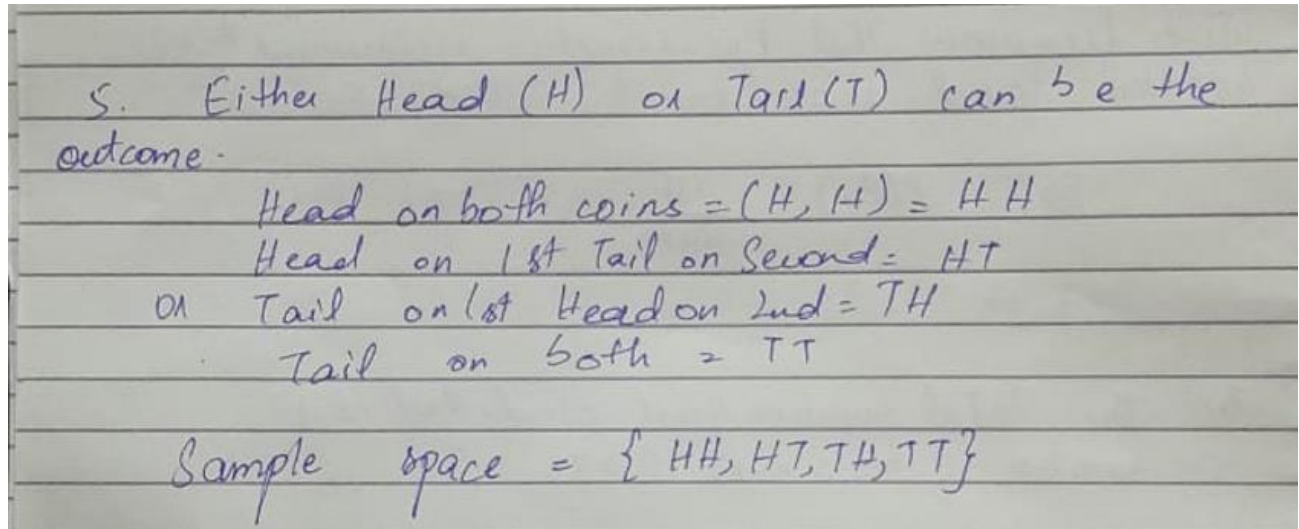 5. Either Head (H) or Tail (T) can be the
outcome.
Head on both coins = (H, H) = HH
Head on 1st Tail on Second = HT
or Tail on 1st Head on 2nd = TH
Tail on both = TT
Sample space = { HH, HT, TH, TT}